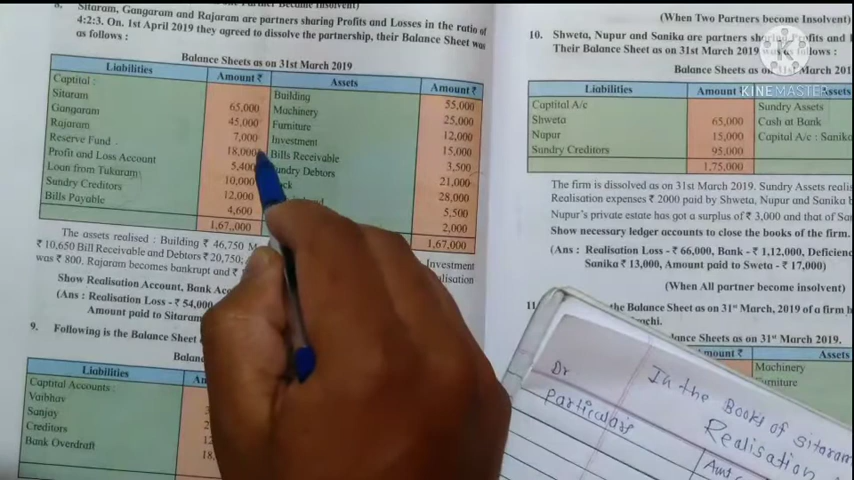 8. Sitaram, Gangaram and Rajaram are partners sharing Profits and Losses in the ratio of
4:2:3. On. 1st April 2019 they agreed to dissolve the partnership, their Balance Sheet was
as follows :
Balance Sheets as on 31st March 2019
Liabilities Amount ₹ Assets Amount ₹
Captital :
Sitaram 65,000
Gangaram 45,000
Rajaram 7,000
Reserve Fund 18,000
Profit and Loss Account 5,400
Loan from Tukaram 10,000
Sundry Creditors 12,000
Bills Payable 4,600
1,67,,000
Building 55,000
Machinery 25,000
Furniture 12,000
Investment 15,000
Bills Receivable 3,500
Sundry Debtors 21,000
28,000
5,500
2,000
1,67,000
The assets realised : Building ₹ 46,750
Investment
₹ 10,650 Bill Receivable and Debtors ₹ 20,750;
was ₹ 800. Rajaram becomes bankrupt and ₹
Show Realisation Account, Bank
(Ans : Realisation Loss - ₹ 54,000
Amount paid to Sitaram
9. Following is the Balance Sheet
Liabilities
Captital Accounts :
Vaibhav
Sanjoy
Creditors
Bank Overdraft
(When Two Partners become Insolvent)
10. Shweta, Nupur and Sanika are partners
Their Balance Sheet as on 31st March 2019 was as follows :
Balance Sheets as on 31st March 201
KINEMASTER
Liabilities Amount ₹ Assets
Captital A/c
Shweta 65,000
Nupur 15,000
Sundry Creditors 95,000
1,75,000
Sundry Assets
Cash at Bank
Capital A/c : Sanika
The firm is dissolved as on 31st March 2019. Sundry Assets realis
Realisation expenses ₹ 2000 paid by Shweta, Nupur and Sanika
Nupur's private estate has got a surplus of ₹ 3,000 and that of Sa
Show necessary ledger accounts to close the books of the firm.
(Ans : Realisation Loss - ₹ 66,000, Bank - ₹ 1,12,000, Deficienc
Sanika ₹ 13,000, Amount paid to Sweta - ₹ 17,000)
(When All partner become insolvent)
the Balance Sheet as on 31st March, 2019 of a firm
31st March 2019.
Assets
Machinery
Dr
In the Books of sitaram
particulars
Realisation
Amt